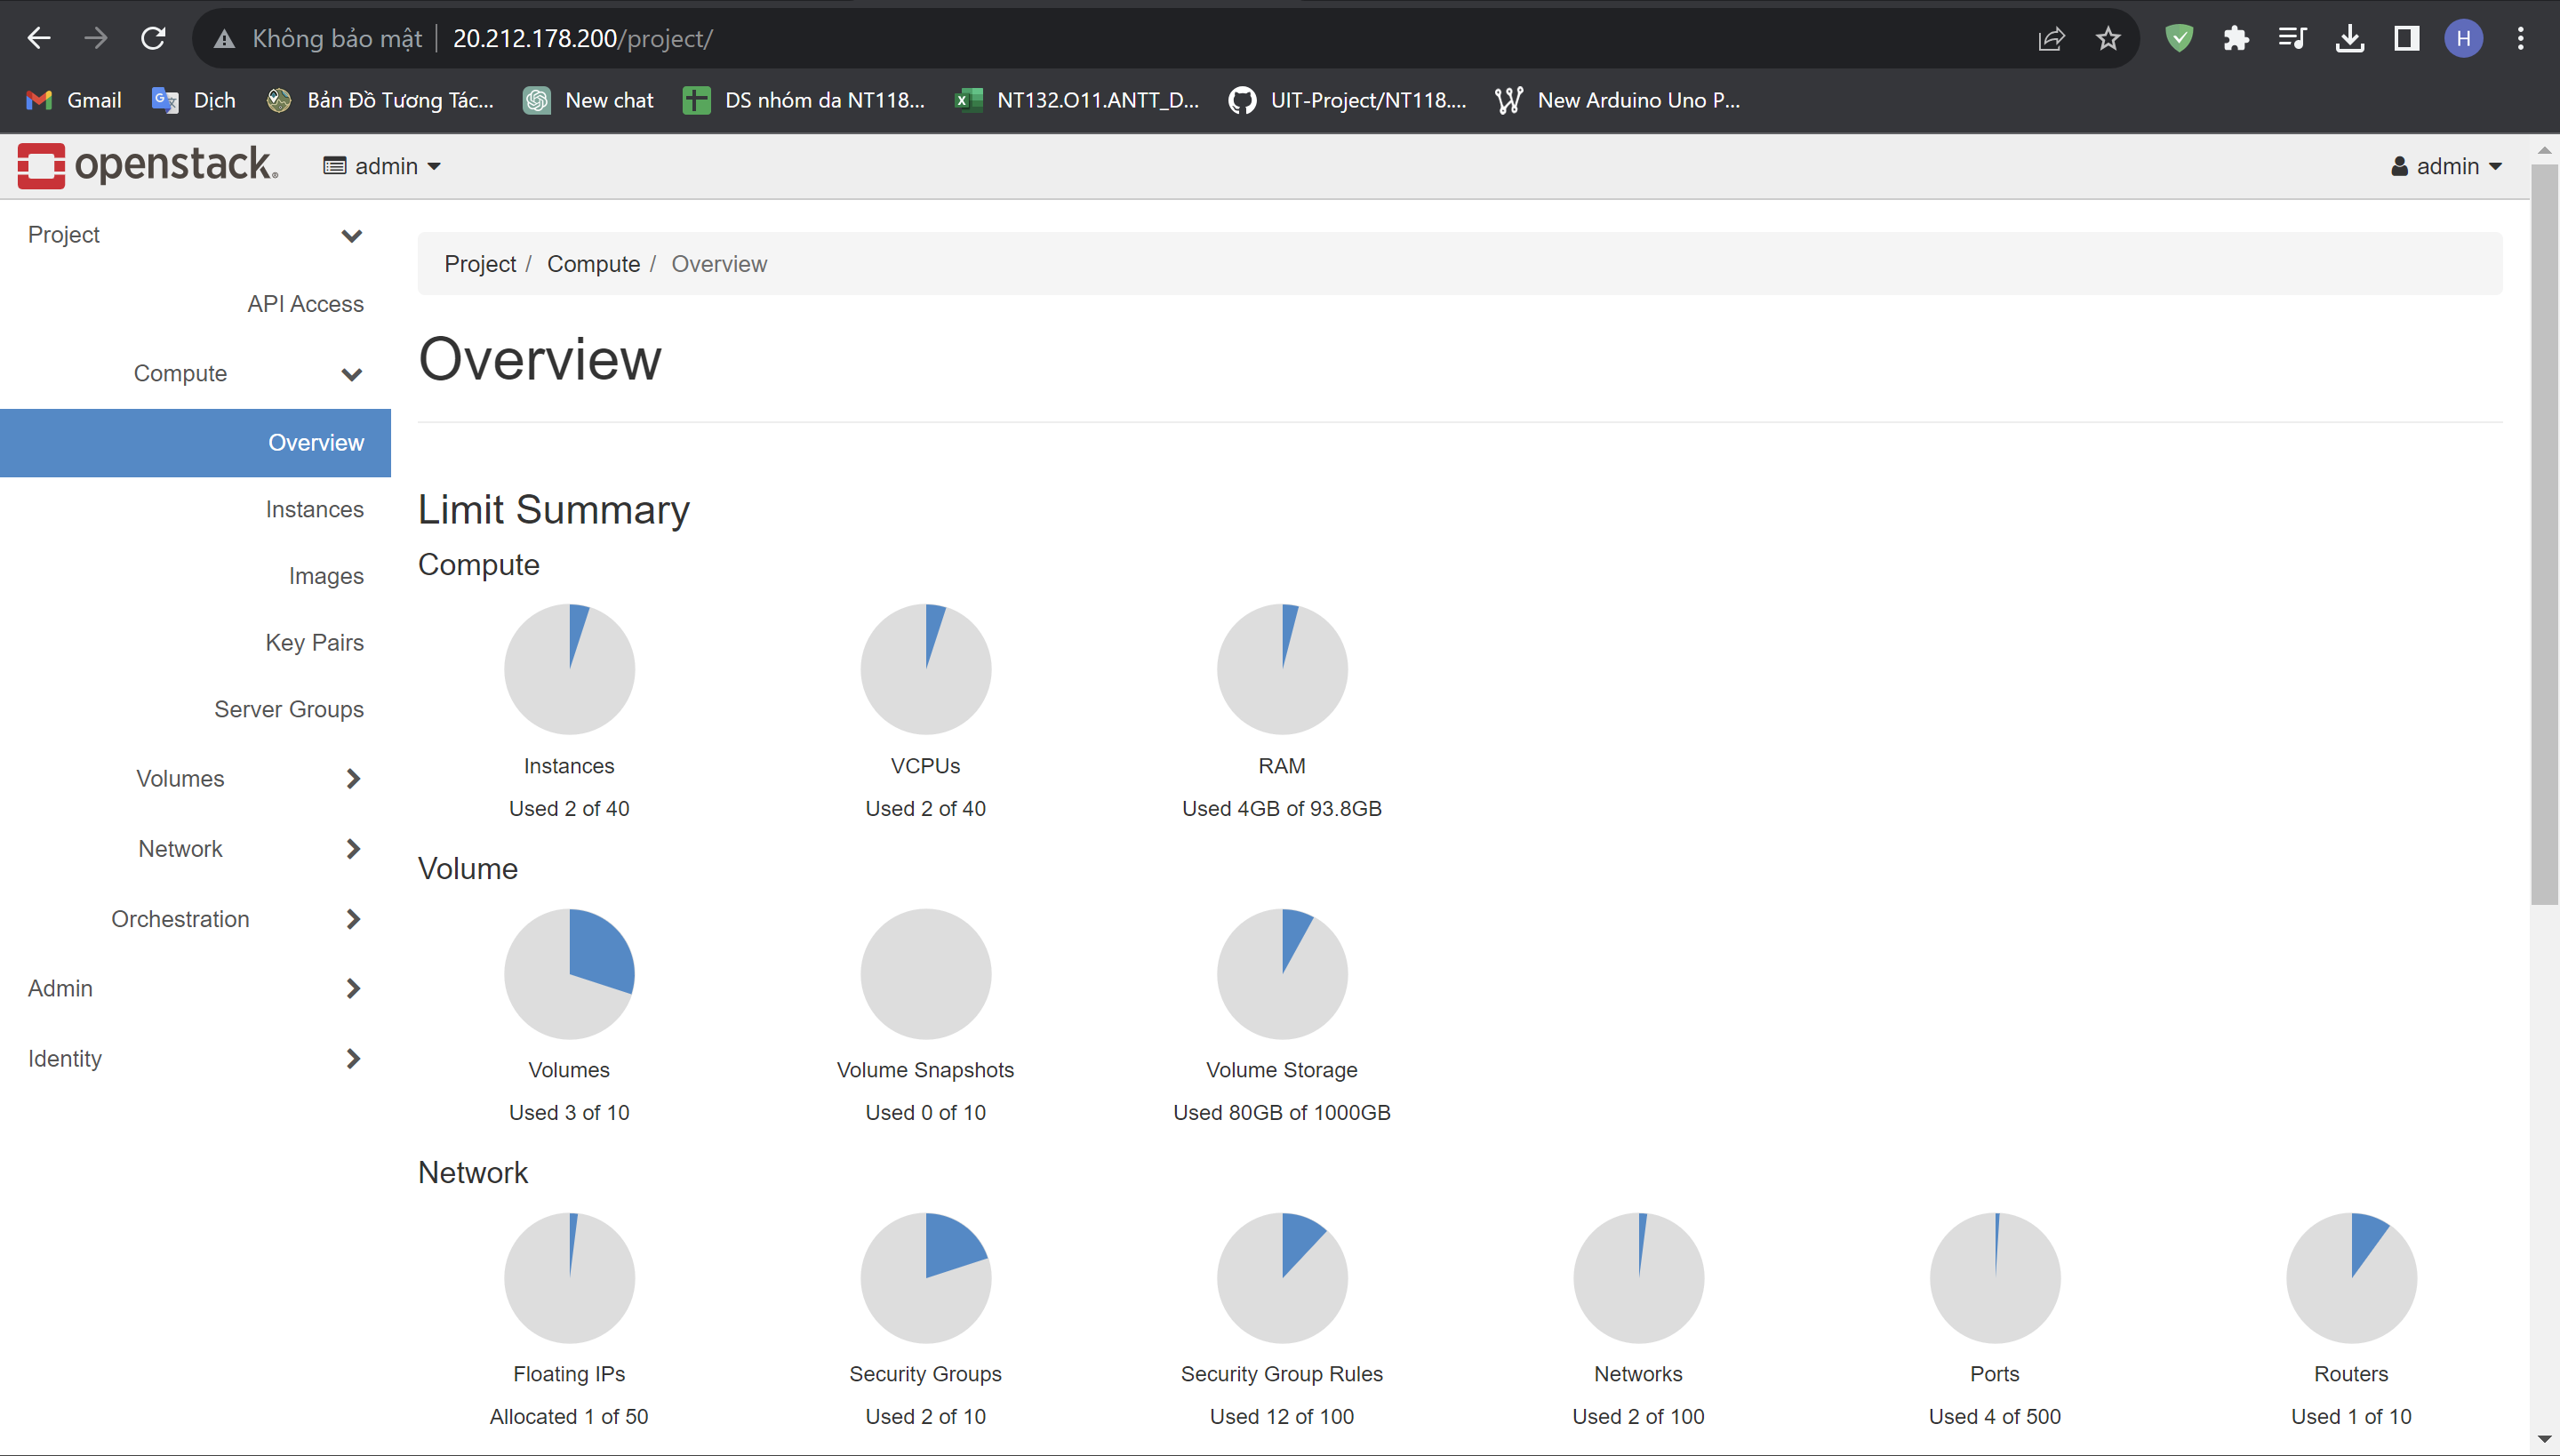 Không bảo mật 20.212.178.200/project/
H
Gmail Dịch Bản Đồ Tương Tác... New chat DS nhóm da NT118... NT132.O11.ANTT_D... UIT-Project/NT118.... New Arduino Uno P...
openstack. admin admin
Project
API Access
Compute
Overview
Instances
Images
Key Pairs
Server Groups
Volumes
Network
Orchestration
Admin
Identity
Project / Compute / Overview
Overview
Limit Summary
Compute
Instances VCPUs RAM
Used 2 of 40 Used 2 of 40 Used 4GB of 93.8GB
Volume
Volumes Volume Snapshots Volume Storage
Used 3 of 10 Used 0 of 10 Used 80GB of 1000GB
Network
Floating IPs Security Groups Security Group Rules Networks Ports Routers
Allocated 1 of 50 Used 2 of 10 Used 12 of 100 Used 2 of 100 Used 4 of 500 Used 1 of 10